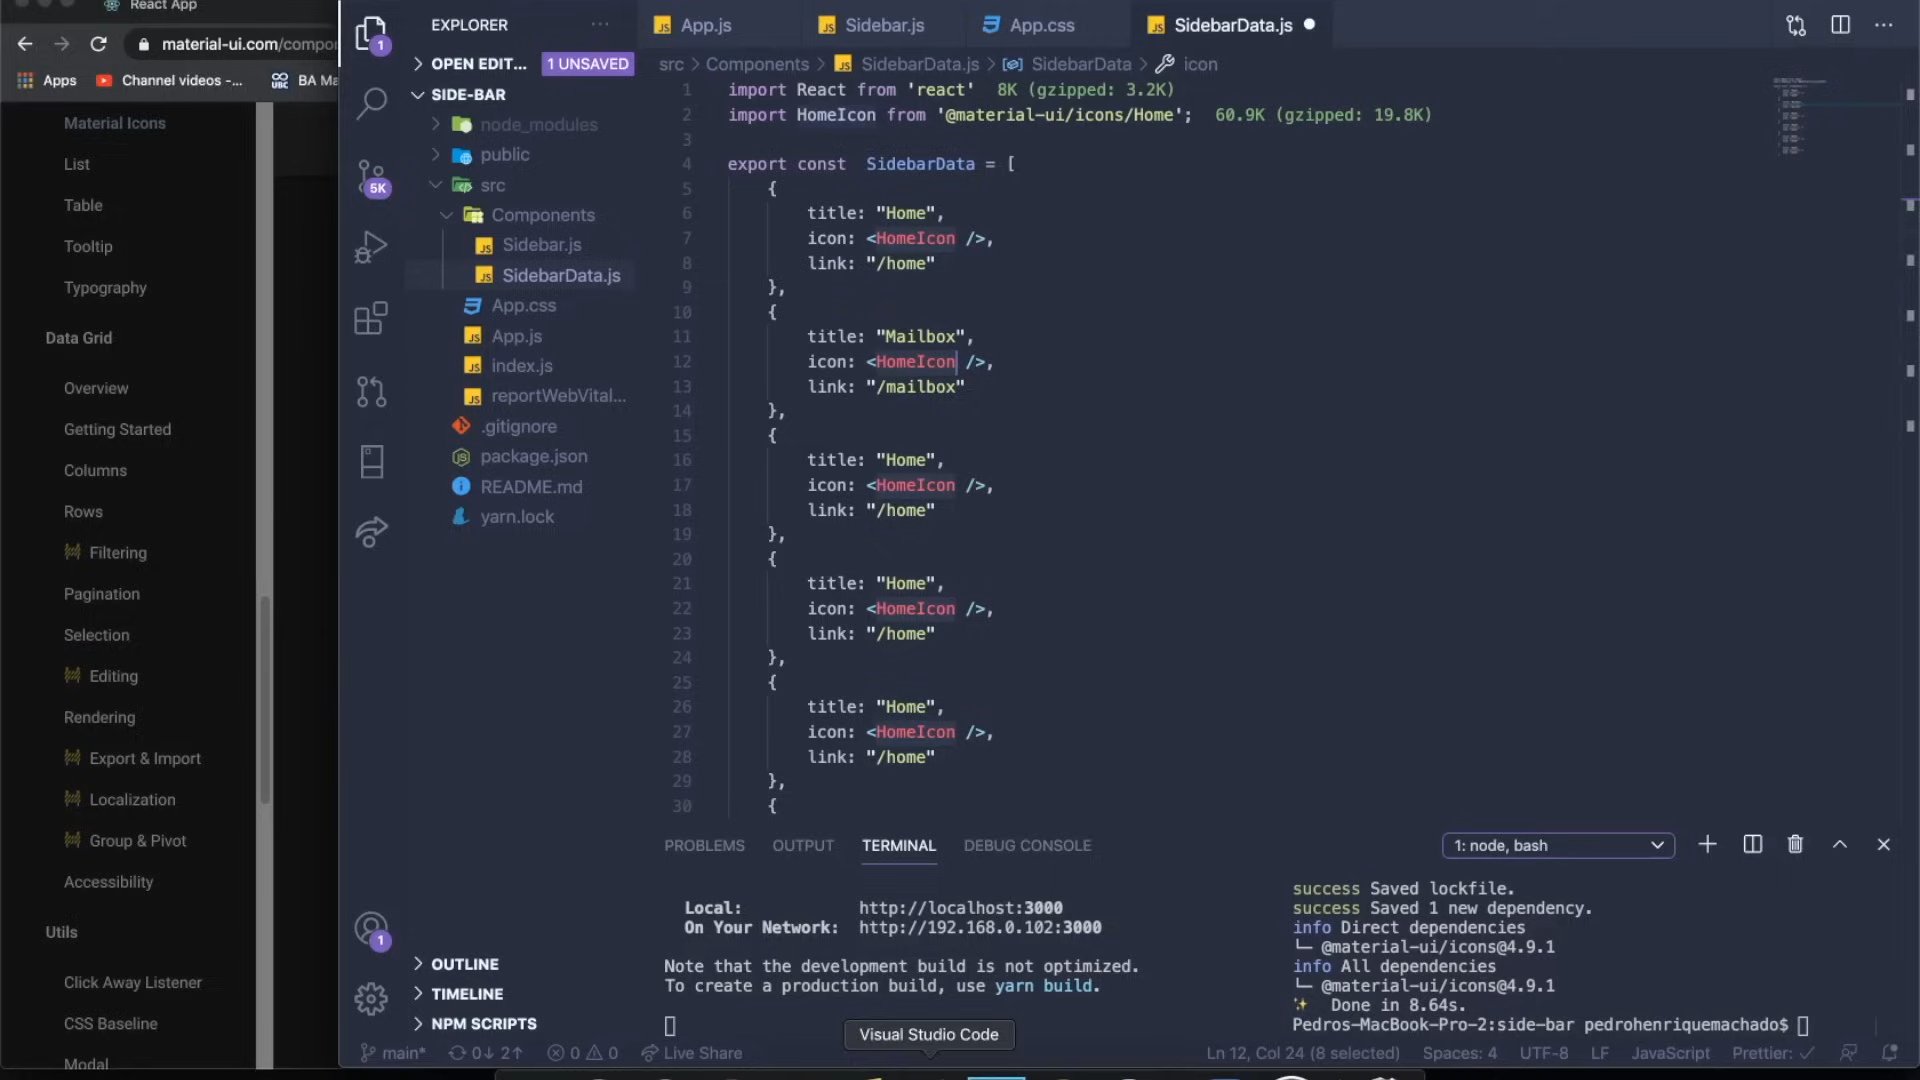 React App
material-ui.com/compon
Apps
Channel videos -...
BA Ma
Material Icons
List
Table
Tooltip
Typography
Data Grid
Overview
Getting Started
Columns
Rows
Filtering
Pagination
Selection
Editing
Rendering
Export & Import
Localization
Group & Pivot
Accessibility
Utils
Click Away Listener
CSS Baseline
Modal
1
5K
1
EXPLORER
OPEN EDIT... 1 UNSAVED
SIDE-BAR
node_modules
public
src
Components
Sidebar.js
SidebarData.js
App.css
App.js
index.js
reportWebVital...
.gitignore
package.json
README.md
yarn.lock
OUTLINE
TIMELINE
NPM SCRIPTS
App.js
Sidebar.js
App.css
SidebarData.js
src > Components > SidebarData.js > SidebarData > icon
1 import React from 'react' 8K (gzipped: 3.2K)
2 import HomeIcon from '@material-ui/icons/Home'; 60.9K (gzipped: 19.8K)
3
4 export const SidebarData = [
5 {
6 title: "Home",
7 icon: <HomeIcon />,
8 link: "/home"
9 },
10 {
11 title: "Mailbox",
12 icon: <HomeIcon />,
13 link: "/mailbox"
14 },
15 {
16 title: "Home",
17 icon: <HomeIcon />,
18 link: "/home"
19 },
20 {
21 title: "Home",
22 icon: <HomeIcon />,
23 link: "/home"
24 },
25 {
26 title: "Home",
27 icon: <HomeIcon />,
28 link: "/home"
29 },
30 {
PROBLEMS OUTPUT TERMINAL DEBUG CONSOLE
1: node, bash
Local: http://localhost:3000
On Your Network: http://192.168.0.102:3000
Note that the development build is not optimized.
To create a production build, use yarn build.
success Saved lockfile.
success Saved 1 new dependency.
info Direct dependencies
└─ @material-ui/icons@4.9.1
info All dependencies
└─ @material-ui/icons@4.9.1
✨ Done in 8.64s.
Pedros-MacBook-Pro-2:side-bar pedrohenriquemachado$
Visual Studio Code
main* 0↓ 2↑ 0 0 Live Share
Ln 12, Col 24 (8 selected) Spaces: 4 UTF-8 LF JavaScript Prettier: ✓